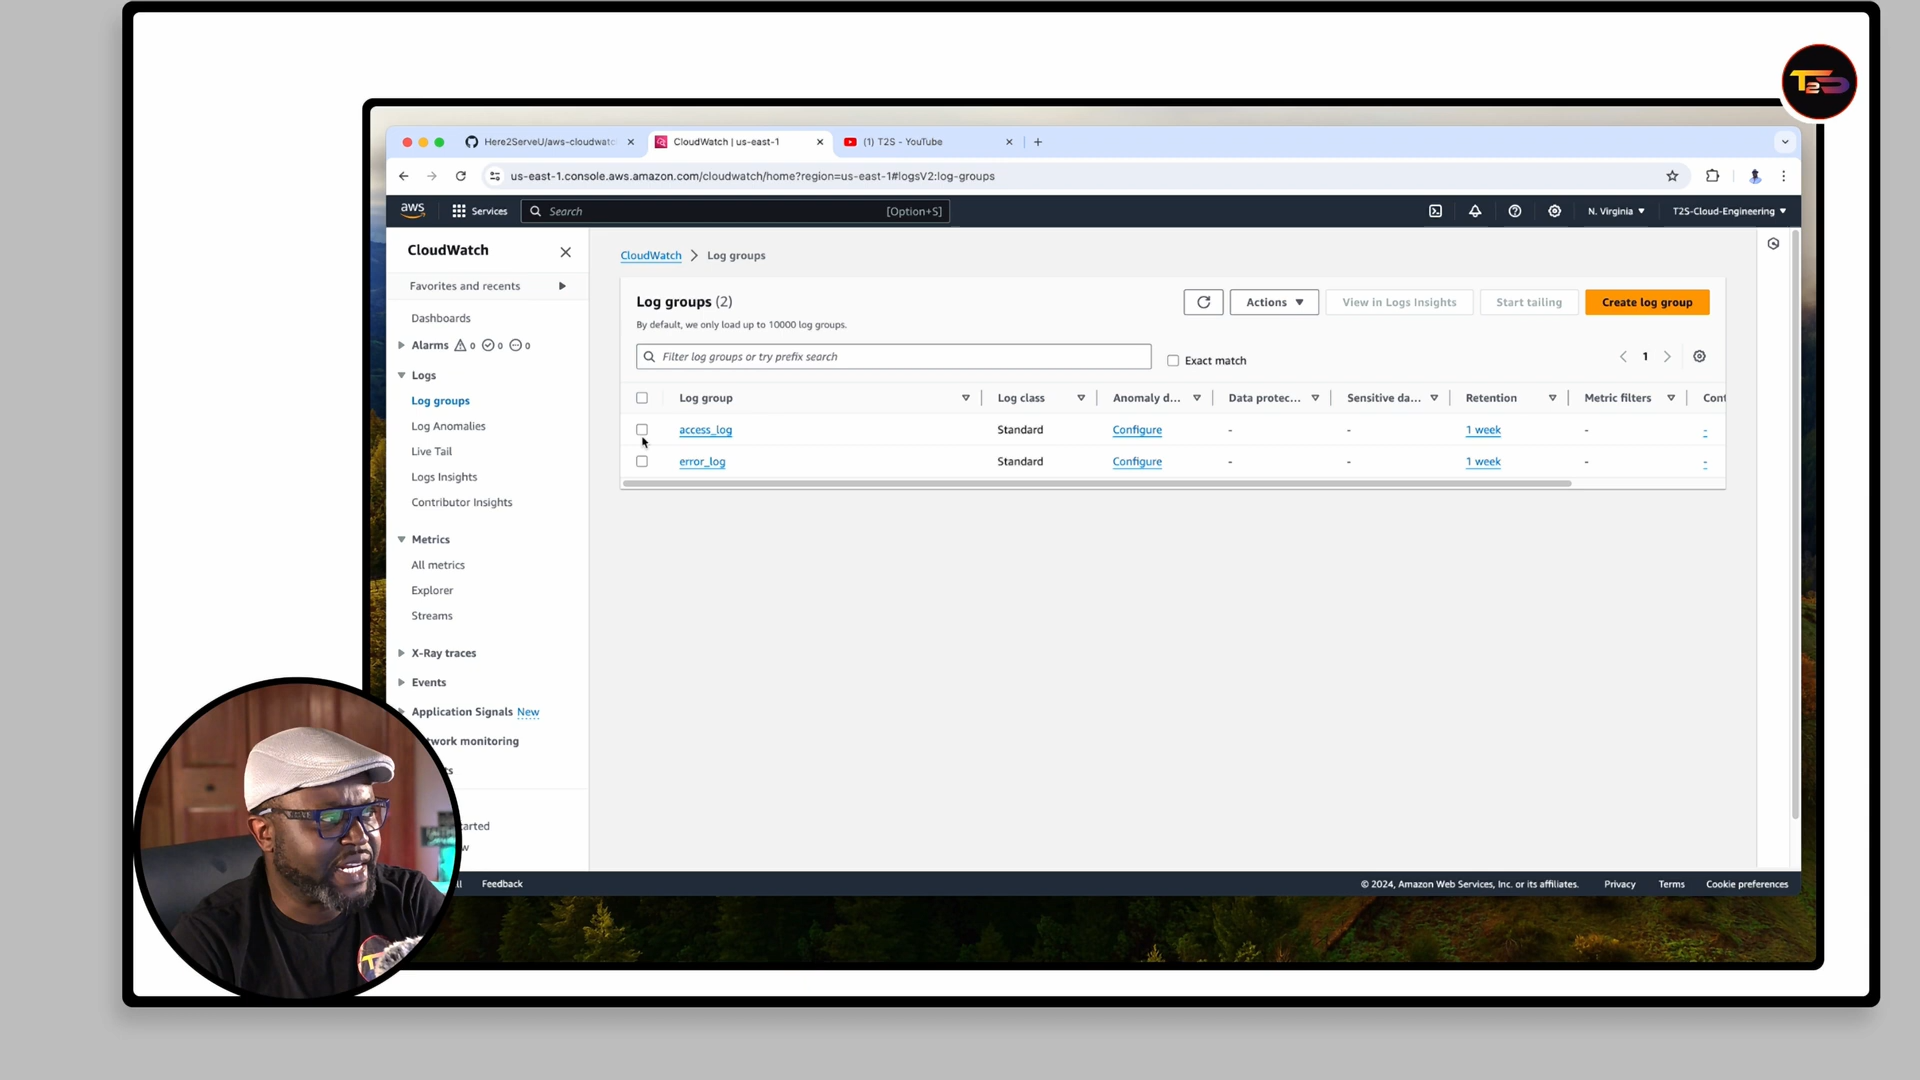 T2S
Here2ServeU/aws-cloudwatc
CloudWatch | us-east-1
(1) T2S - YouTube
us-east-1.console.aws.amazon.com/cloudwatch/home?region=us-east-1#logsV2:log-groups
aws
Services
Search
[Option+S]
N. Virginia
T2S-Cloud-Engineering
CloudWatch
Favorites and recents
Dashboards
Alarms 0 0 0
Logs
Log groups
Log Anomalies
Live Tail
Logs Insights
Contributor Insights
Metrics
All metrics
Explorer
Streams
X-Ray traces
Events
Application Signals New
twork monitoring
ts
tarted
w
CloudWatch > Log groups
Log groups (2)
By default, we only load up to 10000 log groups.
Actions
View in Logs Insights
Start tailing
Create log group
Filter log groups or try prefix search
Exact match
1
Log group Log class Anomaly d... Data protec... Sensitive da... Retention Metric filters Cont
access_log Standard Configure - - 1 week - -
error_log Standard Configure - - 1 week - -
ll
Feedback
© 2024, Amazon Web Services, Inc. or its affiliates.
Privacy
Terms
Cookie preferences